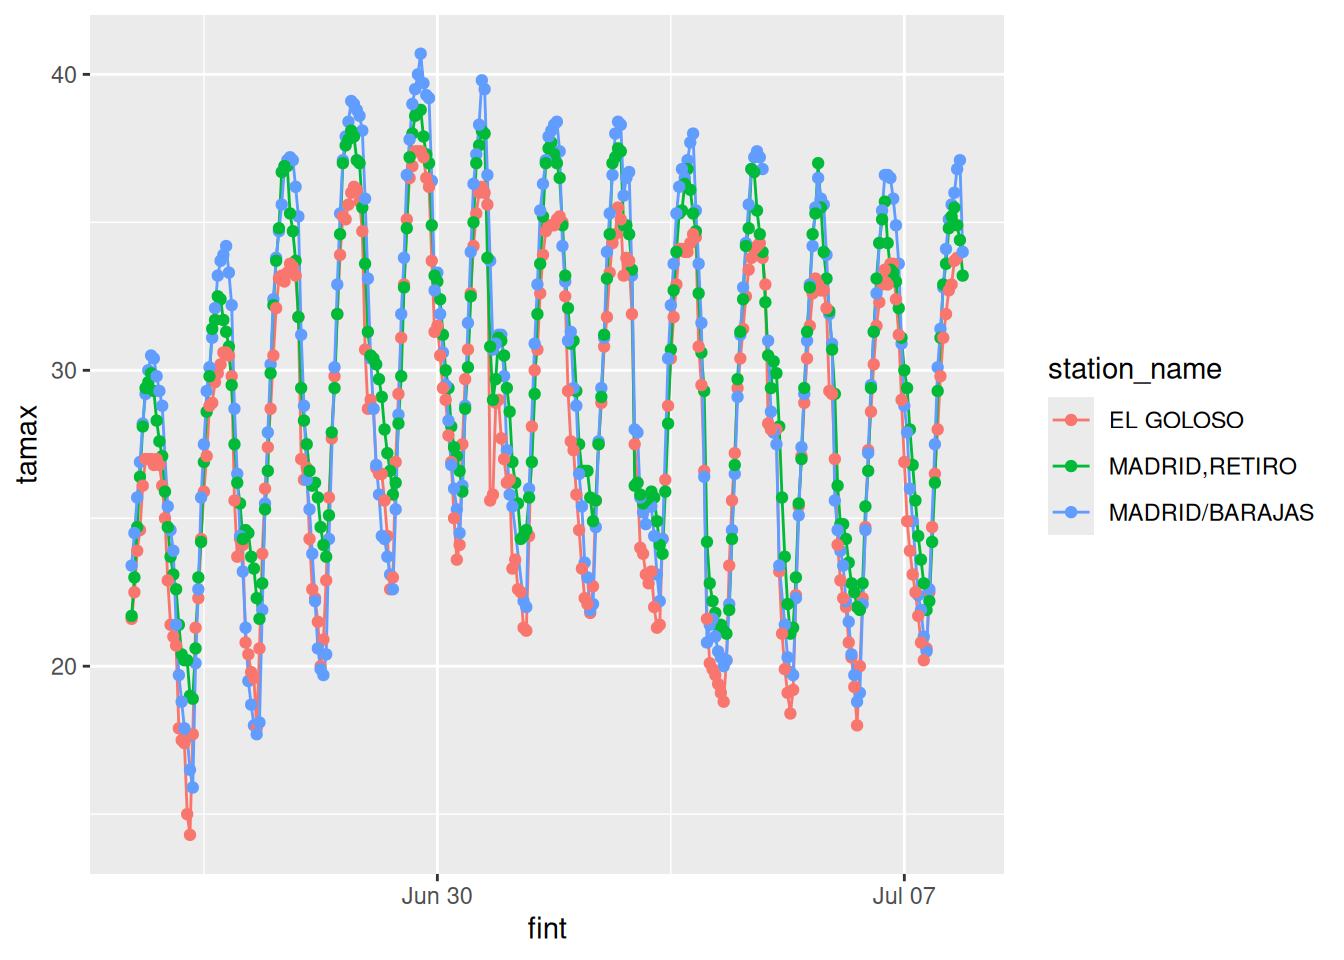 tamax
40
30
20
Jun 30
Jul 07
fint
station_name
EL GOLOSO
MADRID,RETIRO
MADRID/BARAJAS